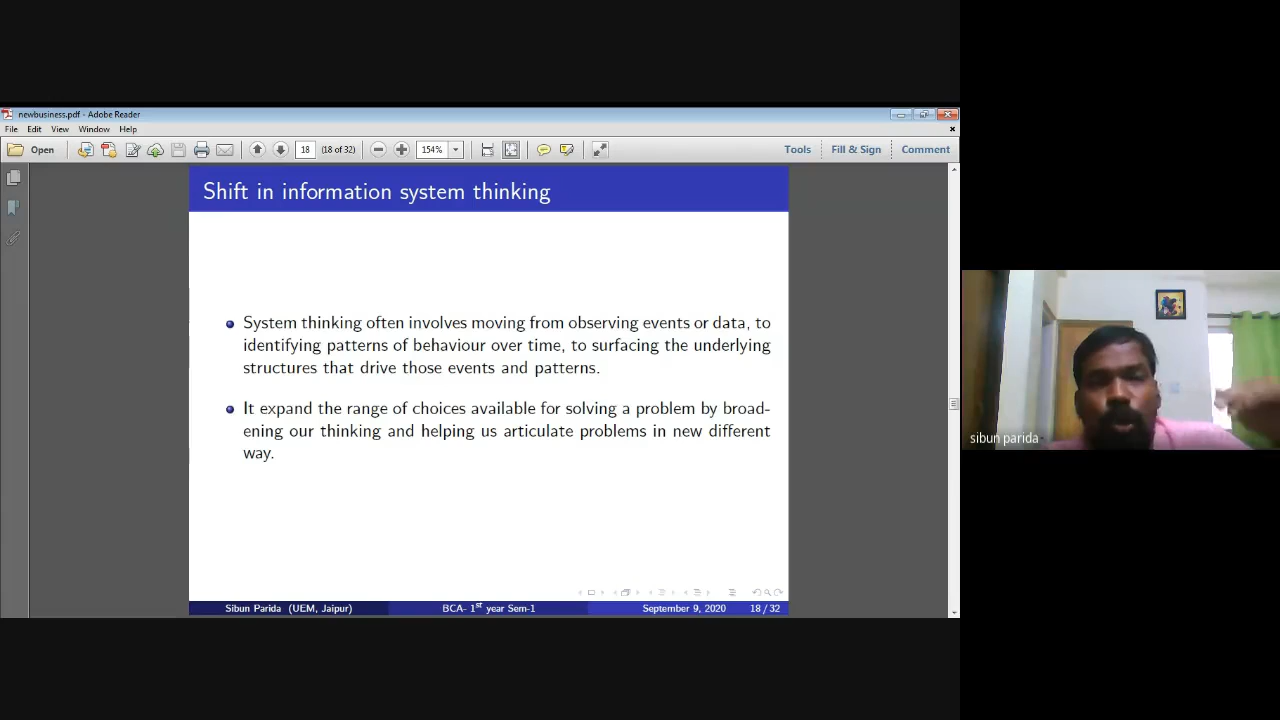 newbusiness.pdf - Adobe Reader
File Edit View Window Help
Open 18 (18 of 32) 154% Tools Fill & Sign Comment
Shift in information system thinking
System thinking often involves moving from observing events or data, to
identifying patterns of behaviour over time, to surfacing the underlying
structures that drive those events and patterns.
It expand the range of choices available for solving a problem by broad-
ening our thinking and helping us articulate problems in new different
way.
Sibun Parida (UEM, Jaipur) BCA- 1st year Sem-1 September 9, 2020 18 / 32
sibun parida